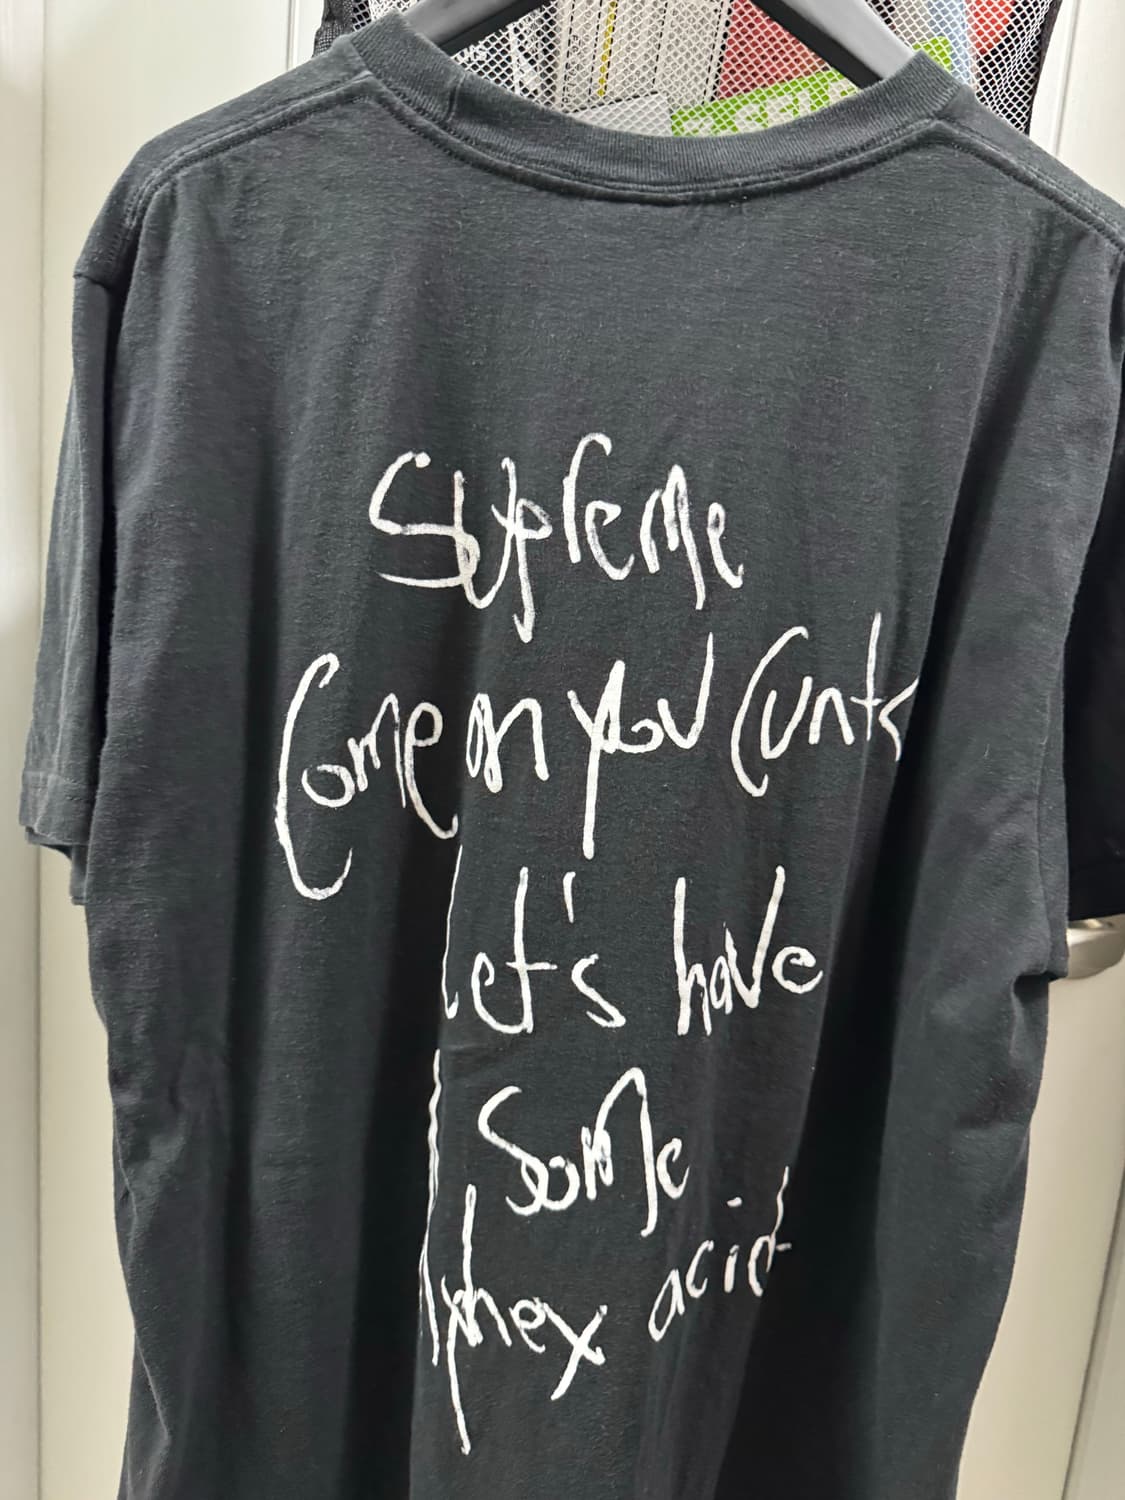 Supreme
Come on you Cunts
let's have
Some
Aphex acid